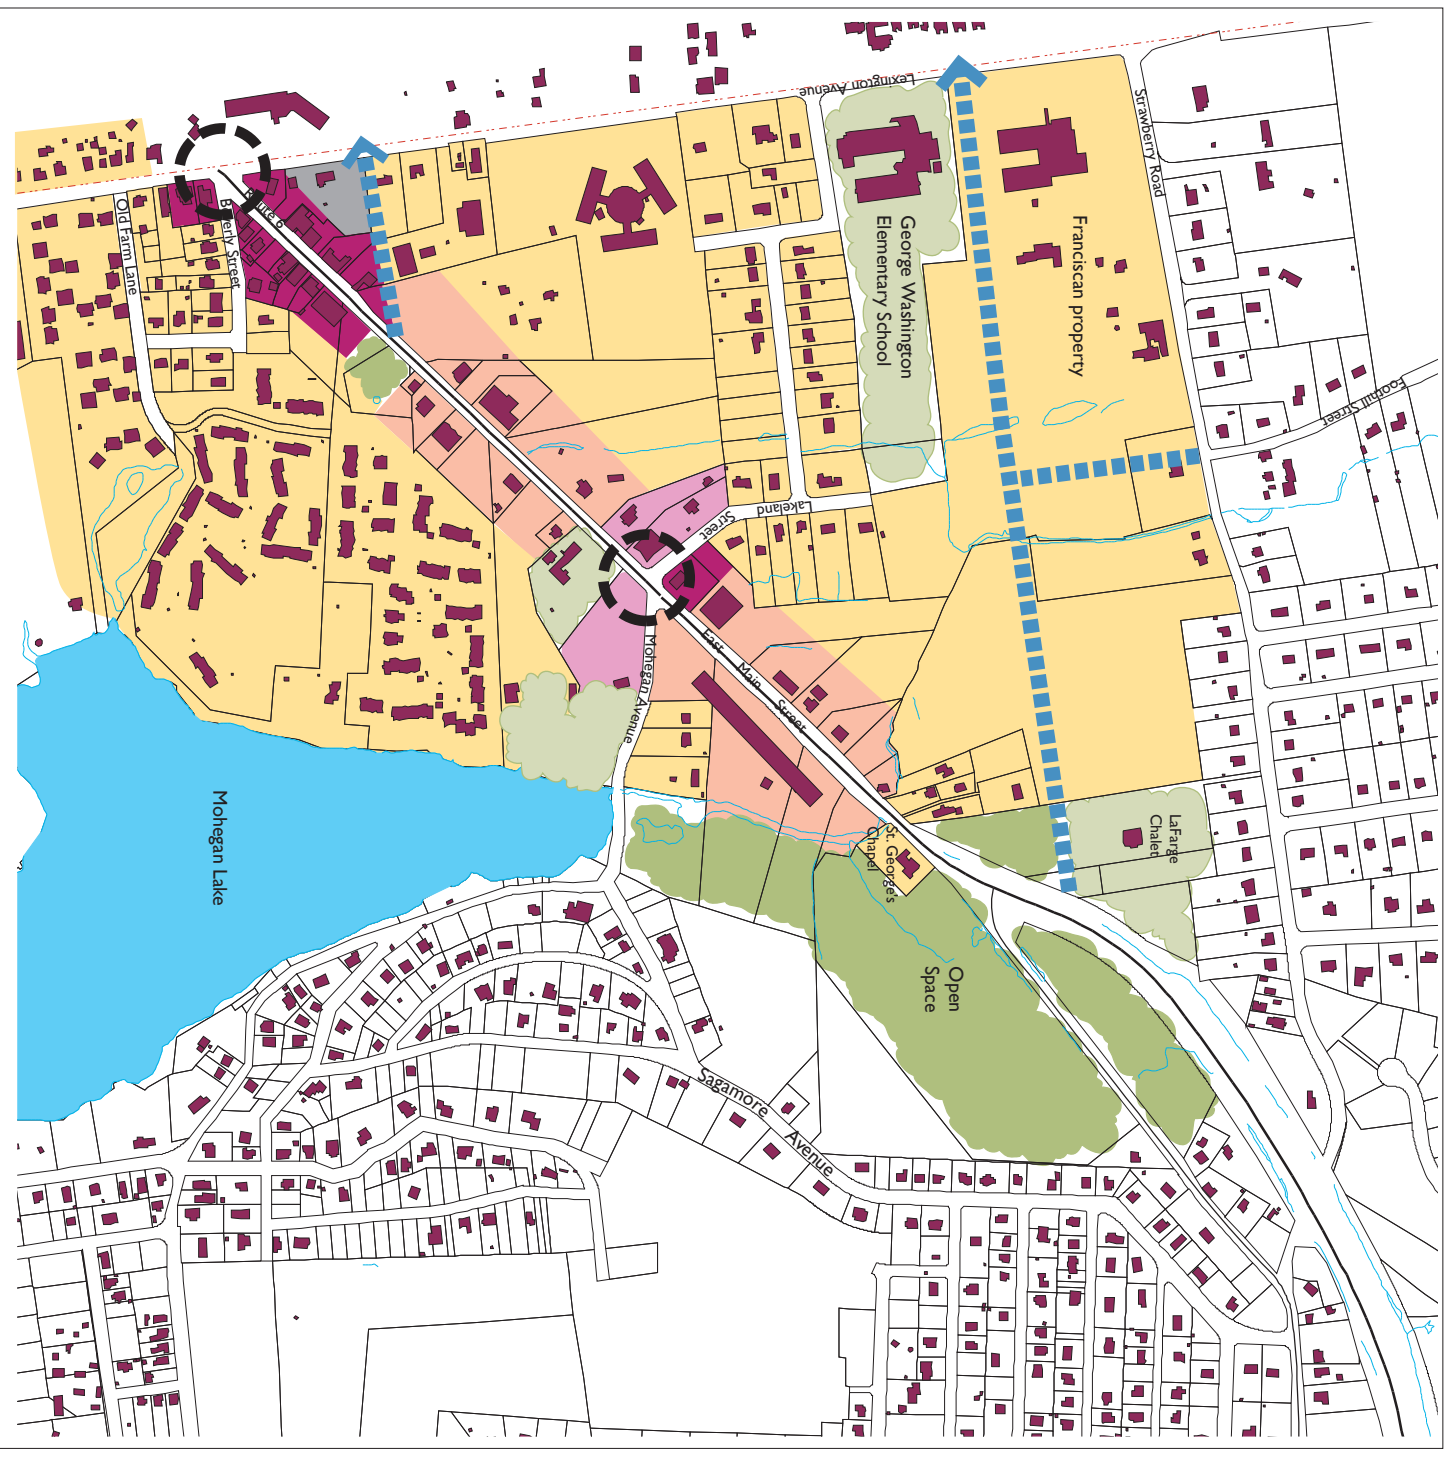 Lexington Avenue
Strawberry Road
Franciscan property
George Washington
Elementary School
Route 6
Beverly Street
Old Farm Lane
Foothill Street
Lakeland
Street
East Main Street
Mohegan Avenue
LaFarge
Chalet
St. George's
Chapel
Mohegan Lake
Open
Space
Sagamore
Avenue